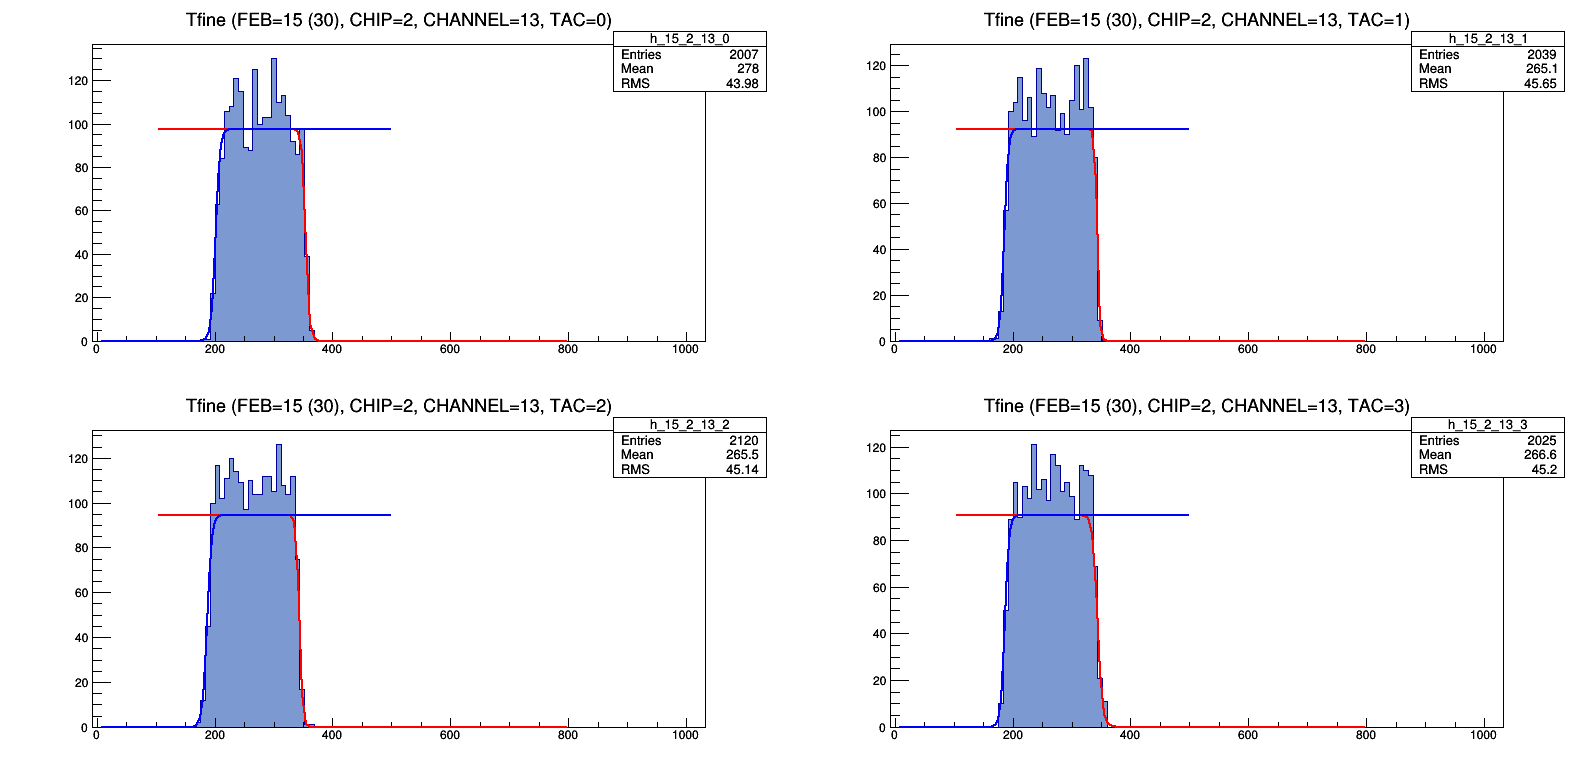 Tfine (FEB=15 (30), CHIP=2, CHANNEL=13, TAC=0)
h_15_2_13_0
Entries 2007
Mean 278
RMS 43.98
120
100
80
60
40
20
0
0 200 400 600 800 1000
Tfine (FEB=15 (30), CHIP=2, CHANNEL=13, TAC=1)
h_15_2_13_1
Entries 2039
Mean 265.1
RMS 45.65
120
100
80
60
40
20
0
0 200 400 600 800 1000
Tfine (FEB=15 (30), CHIP=2, CHANNEL=13, TAC=2)
h_15_2_13_2
Entries 2120
Mean 265.5
RMS 45.14
120
100
80
60
40
20
0
0 200 400 600 800 1000
Tfine (FEB=15 (30), CHIP=2, CHANNEL=13, TAC=3)
h_15_2_13_3
Entries 2025
Mean 266.6
RMS 45.2
120
100
80
60
40
20
0
0 200 400 600 800 1000